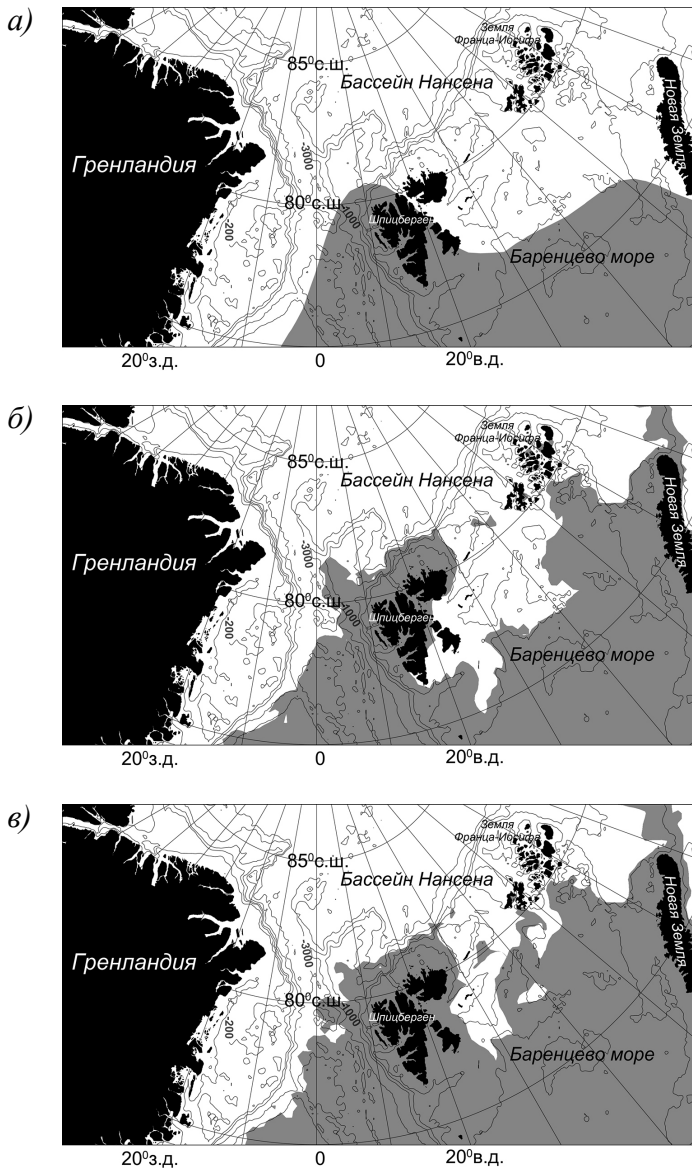 а)
Земля
Франца-Иосифа
85⁰с.ш.
Бассейн Нансена
Новая Земля
Гренландия
-3000
80⁰с.ш.
-1000
Шпицберген
-200
Баренцево море
20⁰з.д.
0
20⁰в.д.
б)
Земля
Франца-Иосифа
85⁰с.ш.
Бассейн Нансена
Новая Земля
Гренландия
-3000
80⁰с.ш.
-1000
Шпицберген
-200
Баренцево море
20⁰з.д.
0
20⁰в.д.
в)
Земля
Франца-Иосифа
85⁰с.ш.
Бассейн Нансена
Новая Земля
Гренландия
-3000
80⁰с.ш.
-1000
Шпицберген
-200
Баренцево море
20⁰з.д.
0
20⁰в.д.